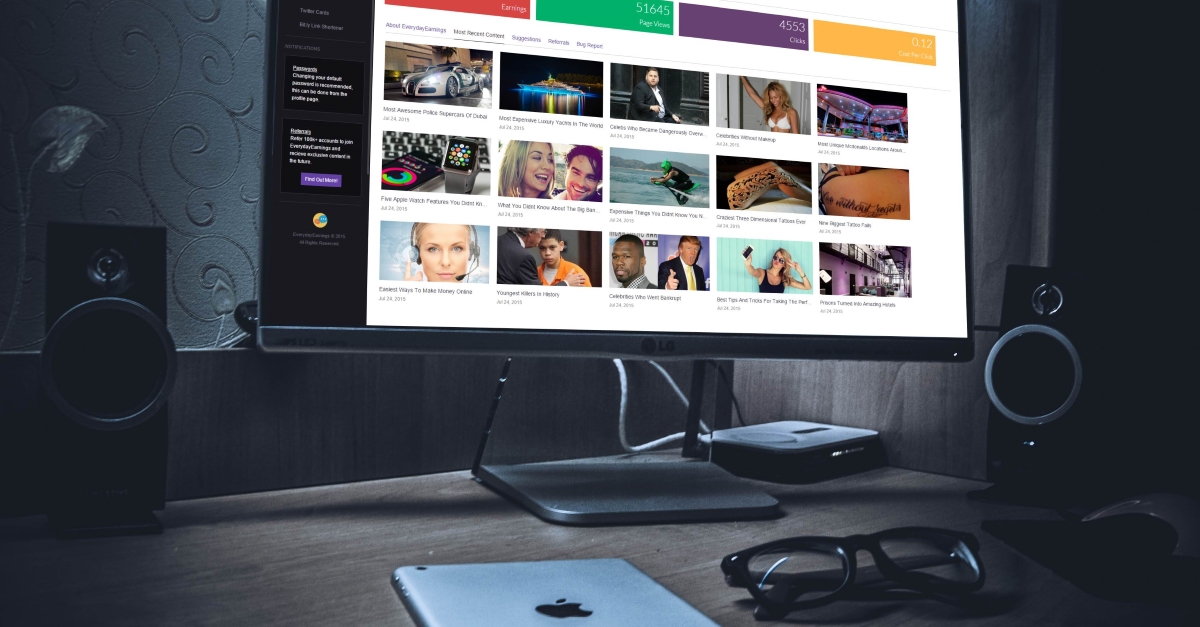 Twitter Cards
Bitly Link Shortener
NOTIFICATIONS
Passwords
Changing your default
password is recommended,
this can be done from the
profile page.
Referrals
Refer 100k+ accounts to join
EverydayEarnings and
recieve exclusive content in
the future.
Find Out More!
EverydayEarnings © 2015
All Rights Reserved
Earnings
51645
Page Views
4553
Clicks
0.12
Cost Per Click
About EverydayEarnings Most Recent Content Suggestions Referrals Bug Report
Most Awesome Police Supercars Of Dubai
Jul 24, 2015
Most Expensive Luxury Yachts In The World
Jul 24, 2015
Celebs Who Became Dangerously Overw...
Jul 24, 2015
Celebrities Without Makeup
Jul 24, 2015
Most Unique Mcdonalds Locations Aroun...
Jul 24, 2015
Five Apple Watch Features You Didnt Kn...
Jul 24, 2015
What You Didnt Know About The Big Ban...
Jul 24, 2015
Expensive Things You Didnt Know You N...
Jul 24, 2015
Craziest Three Dimensional Tattoos Ever
Jul 24, 2015
Nine Biggest Tattoo Fails
Jul 24, 2015
Easiest Ways To Make Money Online
Jul 24, 2015
Youngest Killers In History
Jul 24, 2015
Celebrities Who Went Bankrupt
Jul 24, 2015
Best Tips And Tricks For Taking The Perf...
Jul 24, 2015
Prisons Turned Into Amazing Hotels
Jul 24, 2015
LG